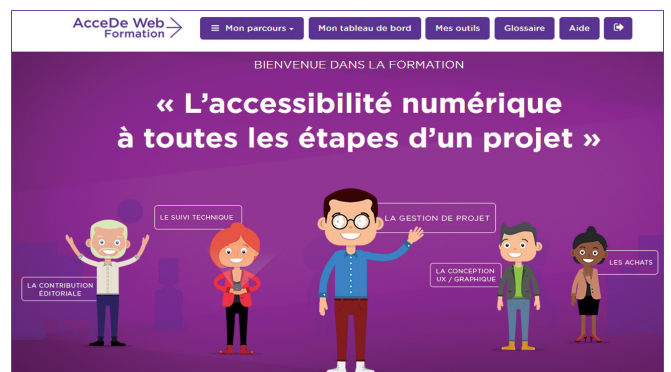 AcceDe Web
Formation
Mon parcours
Mon tableau de bord
Mes outils
Glossaire
Aide
BIENVENUE DANS LA FORMATION
« L’accessibilité numérique
à toutes les étapes d’un projet »
LE SUIVI TECHNIQUE
LA GESTION DE PROJET
LA CONTRIBUTION
ÉDITORIALE
LA CONCEPTION
UX / GRAPHIQUE
LES ACHATS